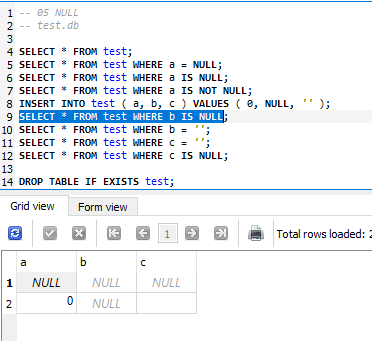 1 -- 05 NULL
2 -- test.db
3
4 SELECT * FROM test;
5 SELECT * FROM test WHERE a = NULL;
6 SELECT * FROM test WHERE a IS NULL;
7 SELECT * FROM test WHERE a IS NOT NULL;
8 INSERT INTO test ( a, b, c ) VALUES ( 0, NULL, '' );
9 SELECT * FROM test WHERE b IS NULL;
10 SELECT * FROM test WHERE b = '';
11 SELECT * FROM test WHERE c = '';
12 SELECT * FROM test WHERE c IS NULL;
13
14 DROP TABLE IF EXISTS test;
Grid view Form view
1 Total rows loaded: 2
a b c
1 NULL NULL NULL
2 0 NULL